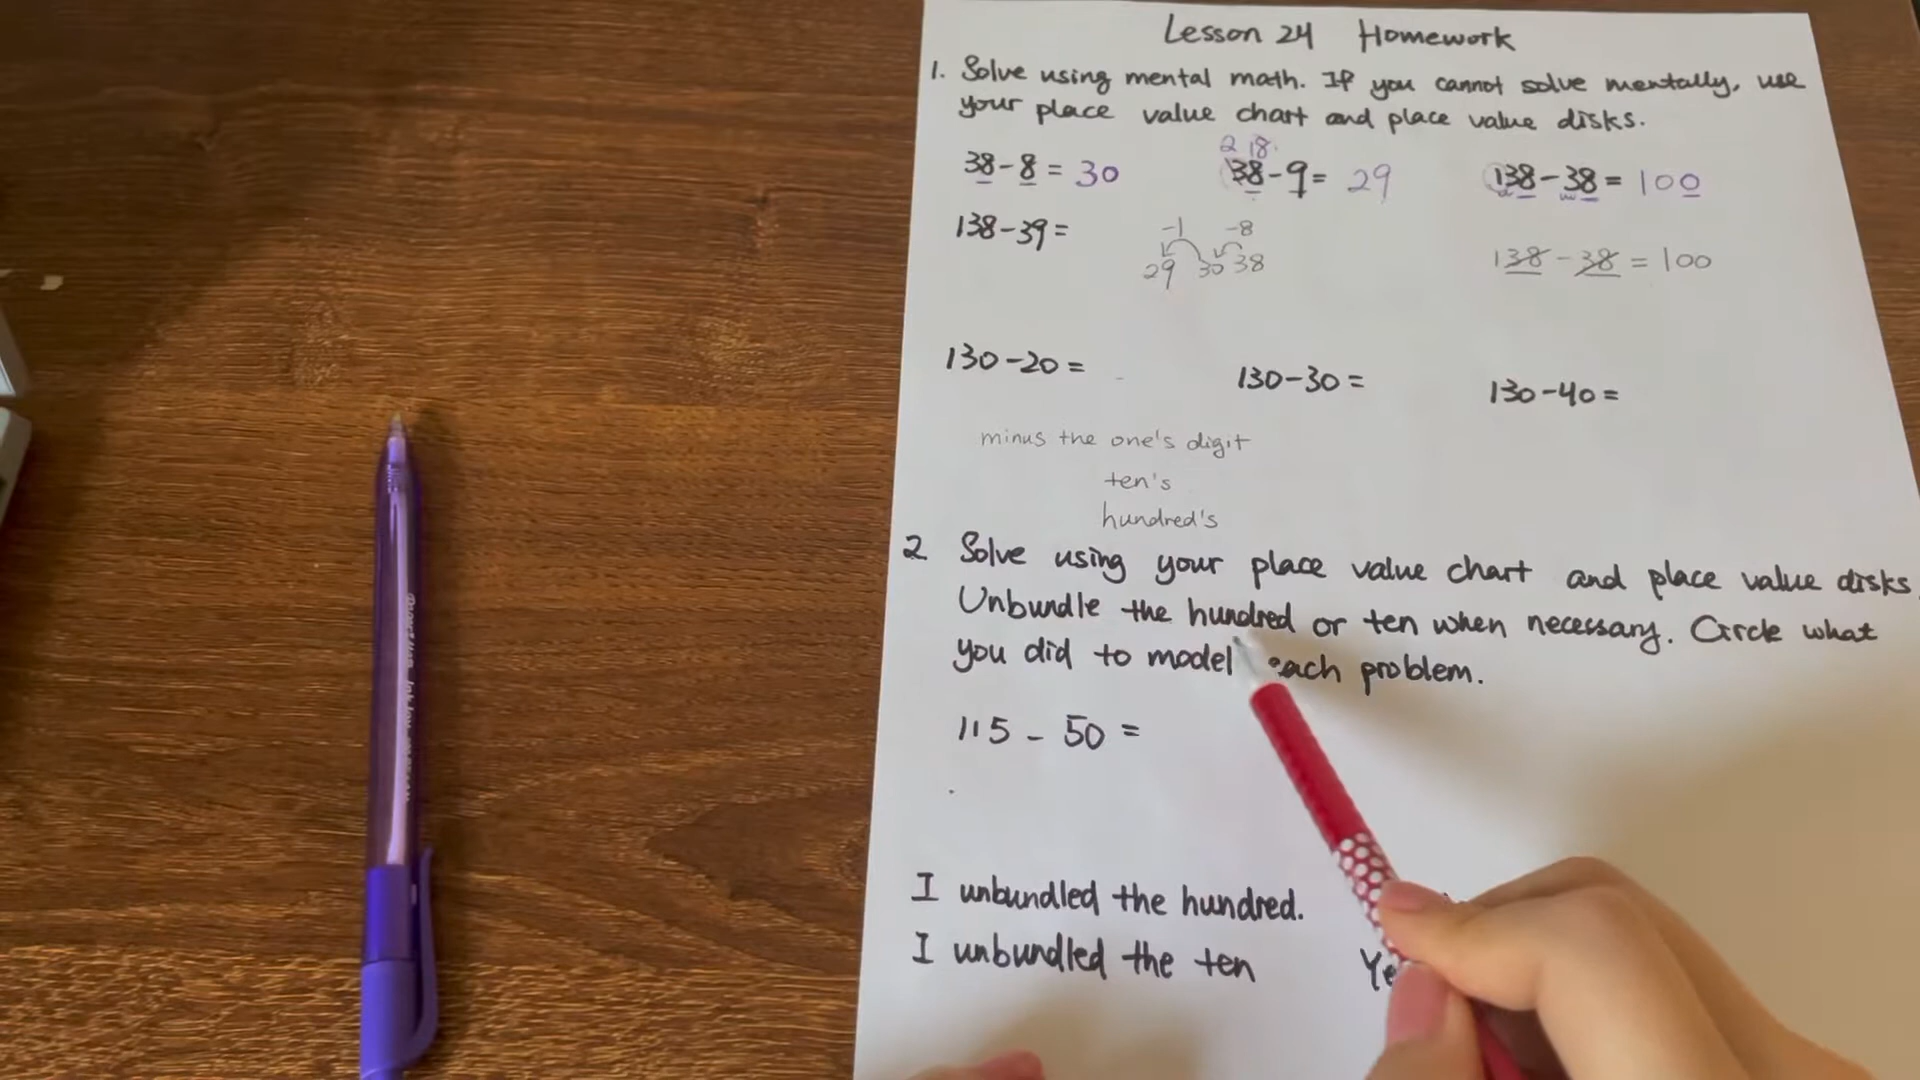 Lesson 24 Homework
1. Solve using mental math. If you cannot solve mentally, use
your place value chart and place value disks.
2 18
38-8 = 30 38-9= 29 138-38= 100
138-39=
-1 -8
29 30 38
138-38 = 100
130-20= 130-30= 130-40=
minus the one's digit
ten's
hundred's
2 Solve using your place value chart and place value disks.
Unbundle the hundred or ten when necessary. Circle what
you did to model each problem.
115 - 50 =
I unbundled the hundred.
I unbundled the ten Ye